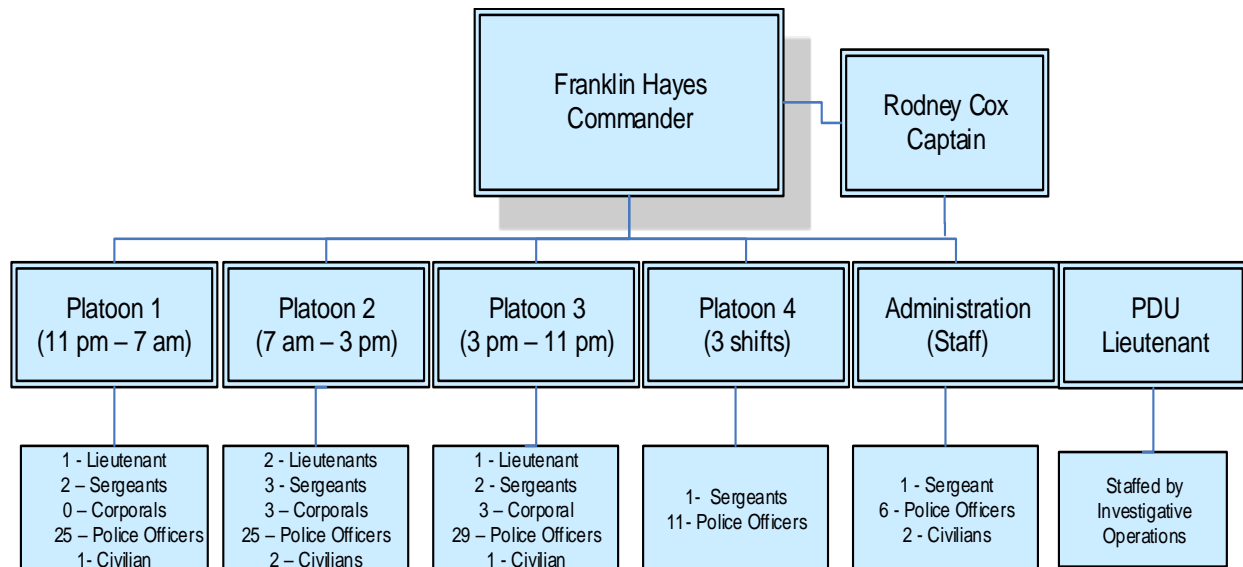 Franklin Hayes
Commander
Rodney Cox
Captain
Platoon 1
(11 pm – 7 am)
Platoon 2
(7 am – 3 pm)
Platoon 3
(3 pm – 11 pm)
Platoon 4
(3 shifts)
Administration
(Staff)
PDU
Lieutenant
1 - Lieutenant
2 – Sergeants
0 – Corporals
25 – Police Officers
1- Civilian
2 - Lieutenants
3 - Sergeants
3 – Corporals
25 – Police Officers
2 – Civilians
1 - Lieutenant
2 - Sergeants
3 – Corporal
29 – Police Officers
1 - Civilian
1- Sergeants
11- Police Officers
1 - Sergeant
6 - Police Officers
2 - Civilians
Staffed by
Investigative
Operations